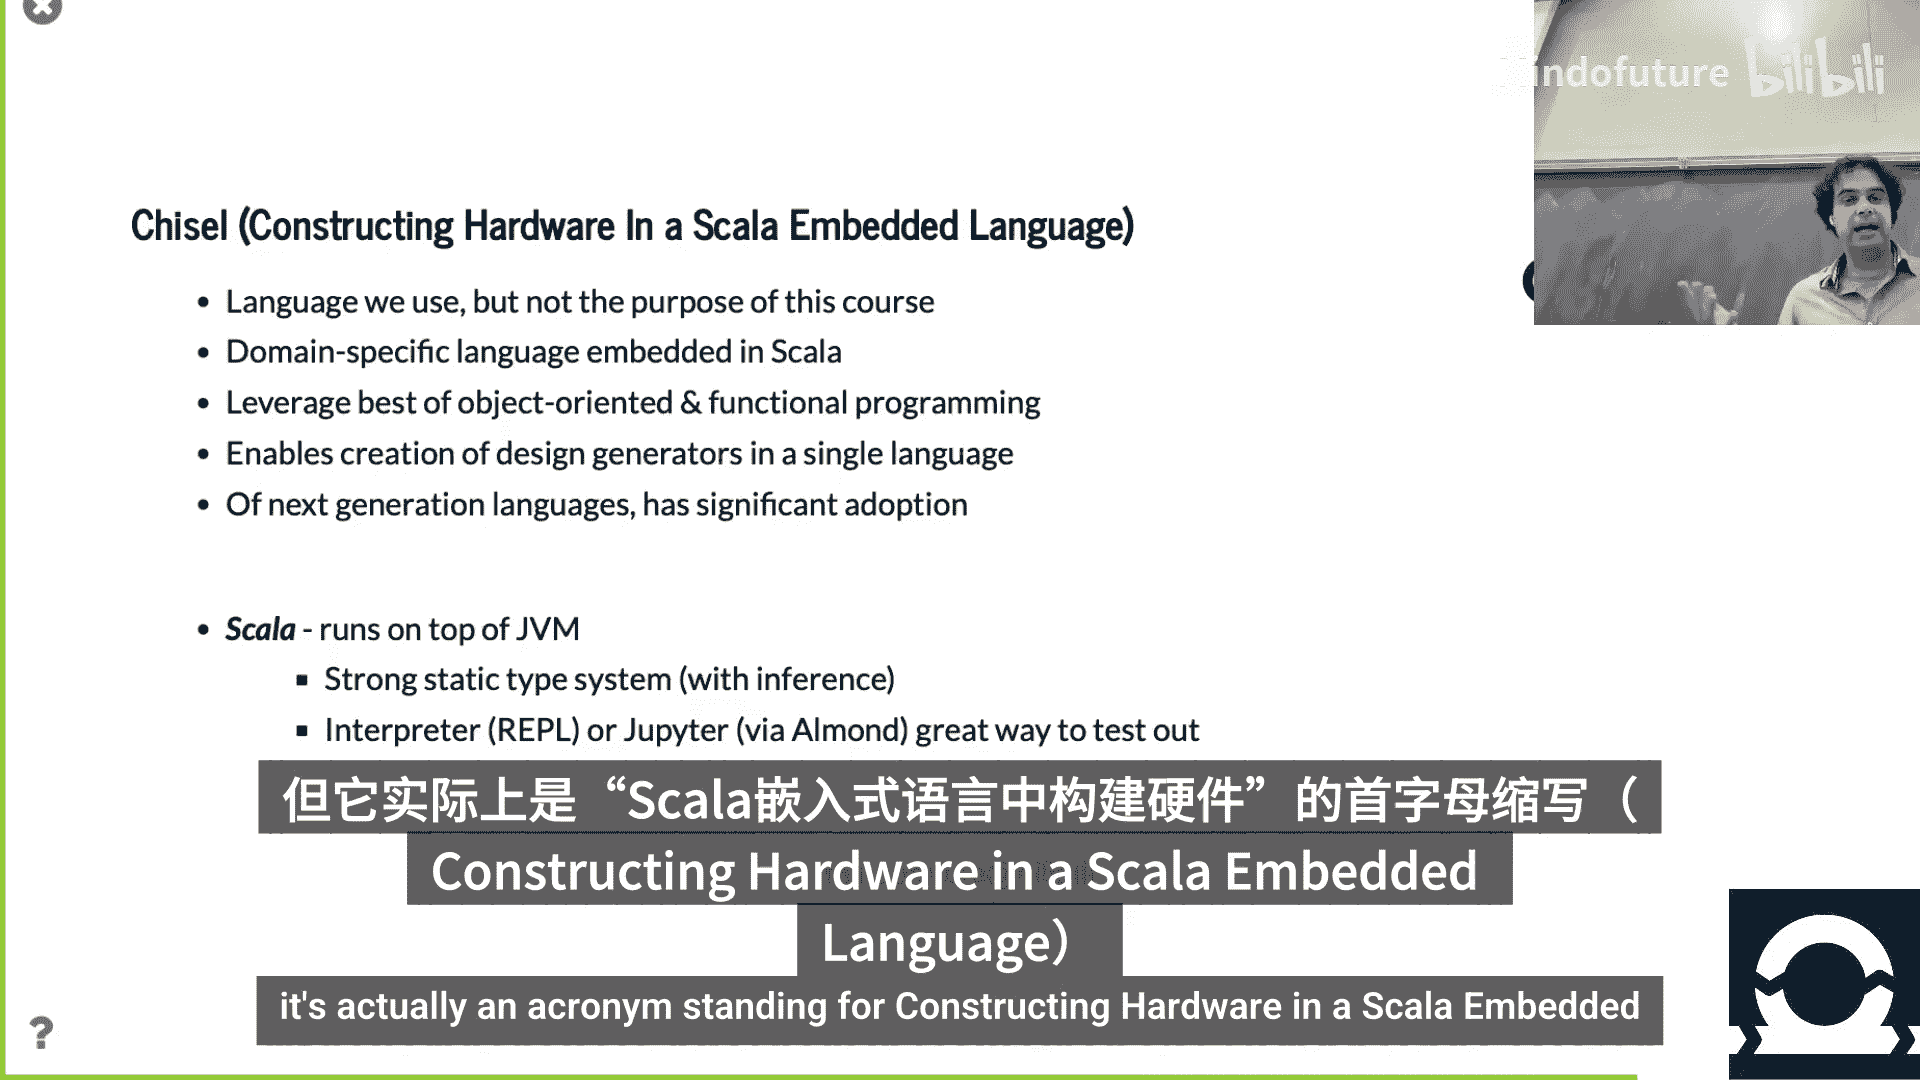 indofuture bilibili
Chisel (Constructing Hardware In a Scala Embedded Language)
• Language we use, but not the purpose of this course
• Domain-specific language embedded in Scala
• Leverage best of object-oriented & functional programming
• Enables creation of design generators in a single language
• Of next generation languages, has significant adoption
• Scala - runs on top of JVM
▪ Strong static type system (with inference)
▪ Interpreter (REPL) or Jupyter (via Almond) great way to test out
但它实际上是“Scala嵌入式语言中构建硬件”的首字母缩写（
Constructing Hardware in a Scala Embedded
Language）
it's actually an acronym standing for Constructing Hardware in a Scala Embedded
?